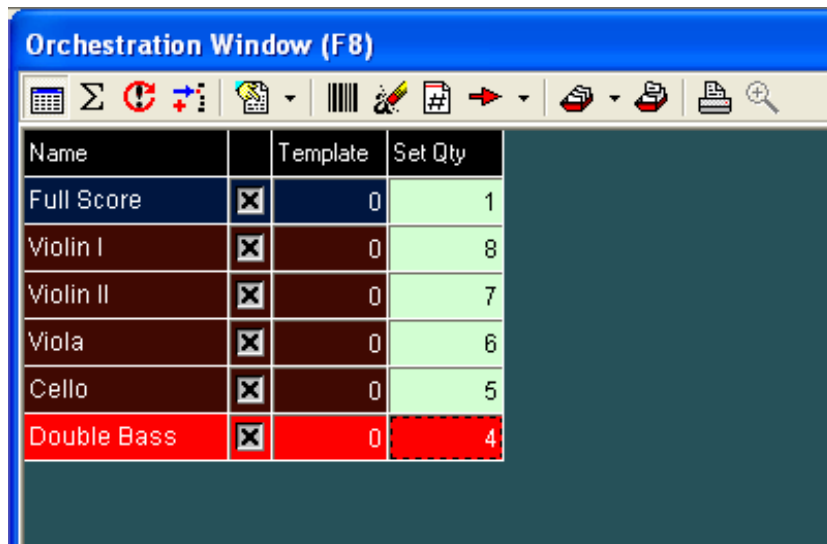 Orchestration Window (F8)
#
Name Template Set Qty
Full Score 0 1
Violin I 0 8
Violin II 0 7
Viola 0 6
Cello 0 5
Double Bass 0 4